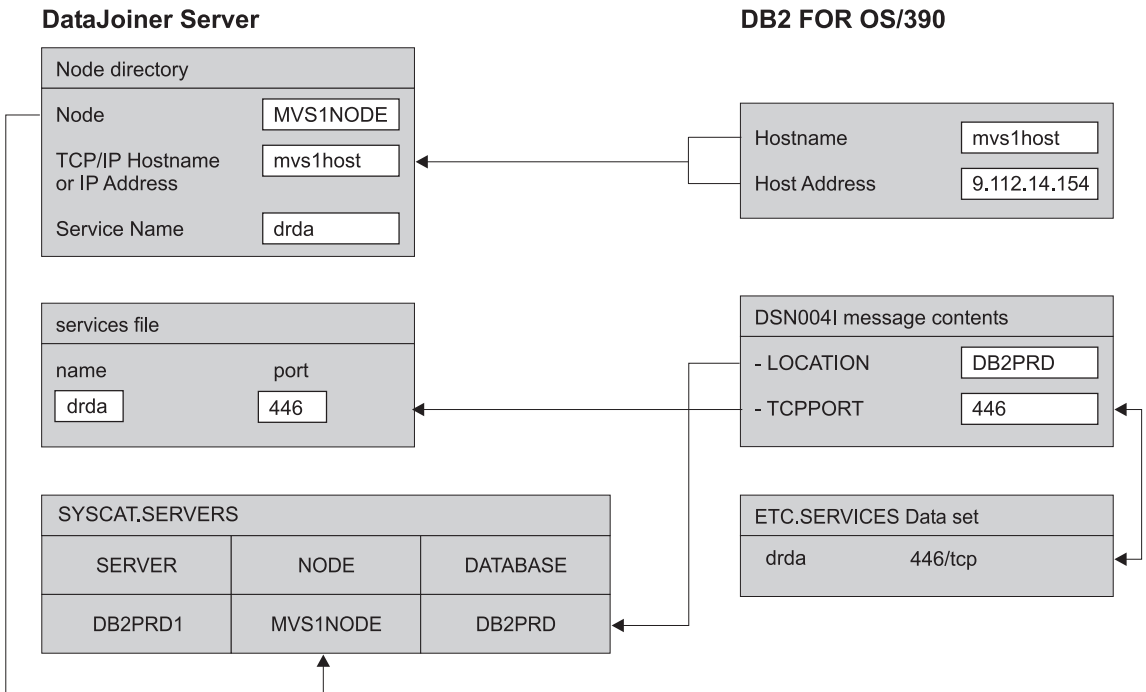 DataJoiner Server
Node directory
Node MVS1NODE
TCP/IP Hostname mvs1host
or IP Address
Service Name drda
services file
name port
drda 446
SYSCAT.SERVERS
SERVER NODE DATABASE
DB2PRD1 MVS1NODE DB2PRD
DB2 FOR OS/390
Hostname mvs1host
Host Address 9.112.14.154
DSN004I message contents
- LOCATION DB2PRD
- TCPPORT 446
ETC.SERVICES Data set
drda 446/tcp